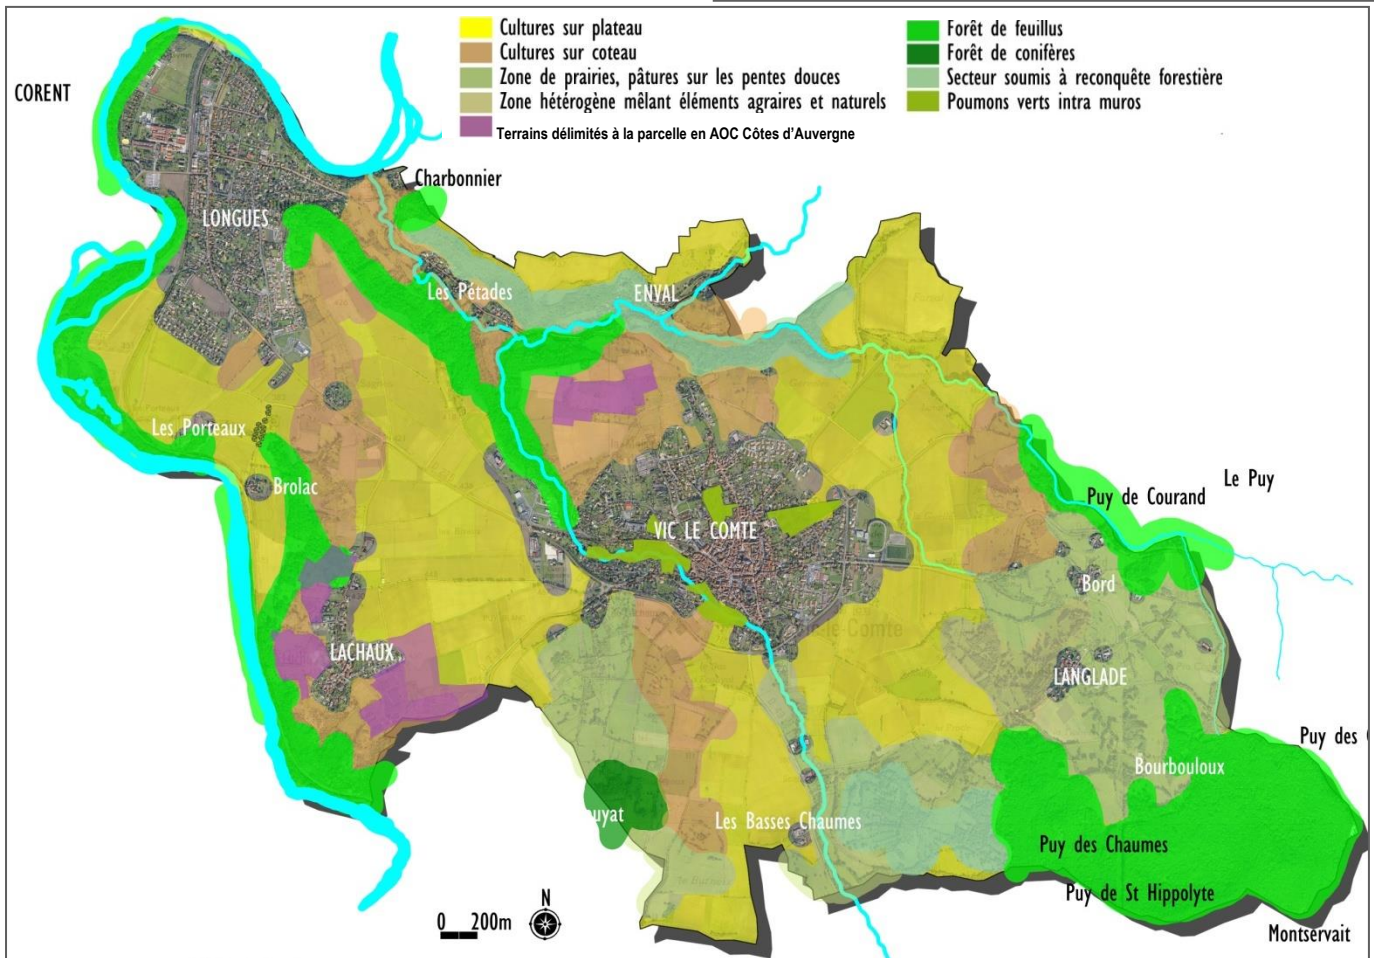 Cultures sur plateau
Cultures sur coteau
Zone de prairies, pâtures sur les pentes douces
Zone hétérogène mêlant éléments agraires et naturels
Terrains délimités à la parcelle en AOC Côtes d'Auvergne
Forêt de feuillus
Forêt de conifères
Secteur soumis à reconquête forestière
Poumons verts intra muros
CORENT
Charbonnier
LONGUES
Les Pétades
ENVAL
Les Porteaux
Brolac
Puy de Courand
Le Puy
VIC LE COMTE
Bord
LACHAUX
LANGLADE
Puy des
Bourbouloux
ouyat
Les Basses Chaumes
Puy des Chaumes
Puy de St Hippolyte
Montservait
0 200m
N